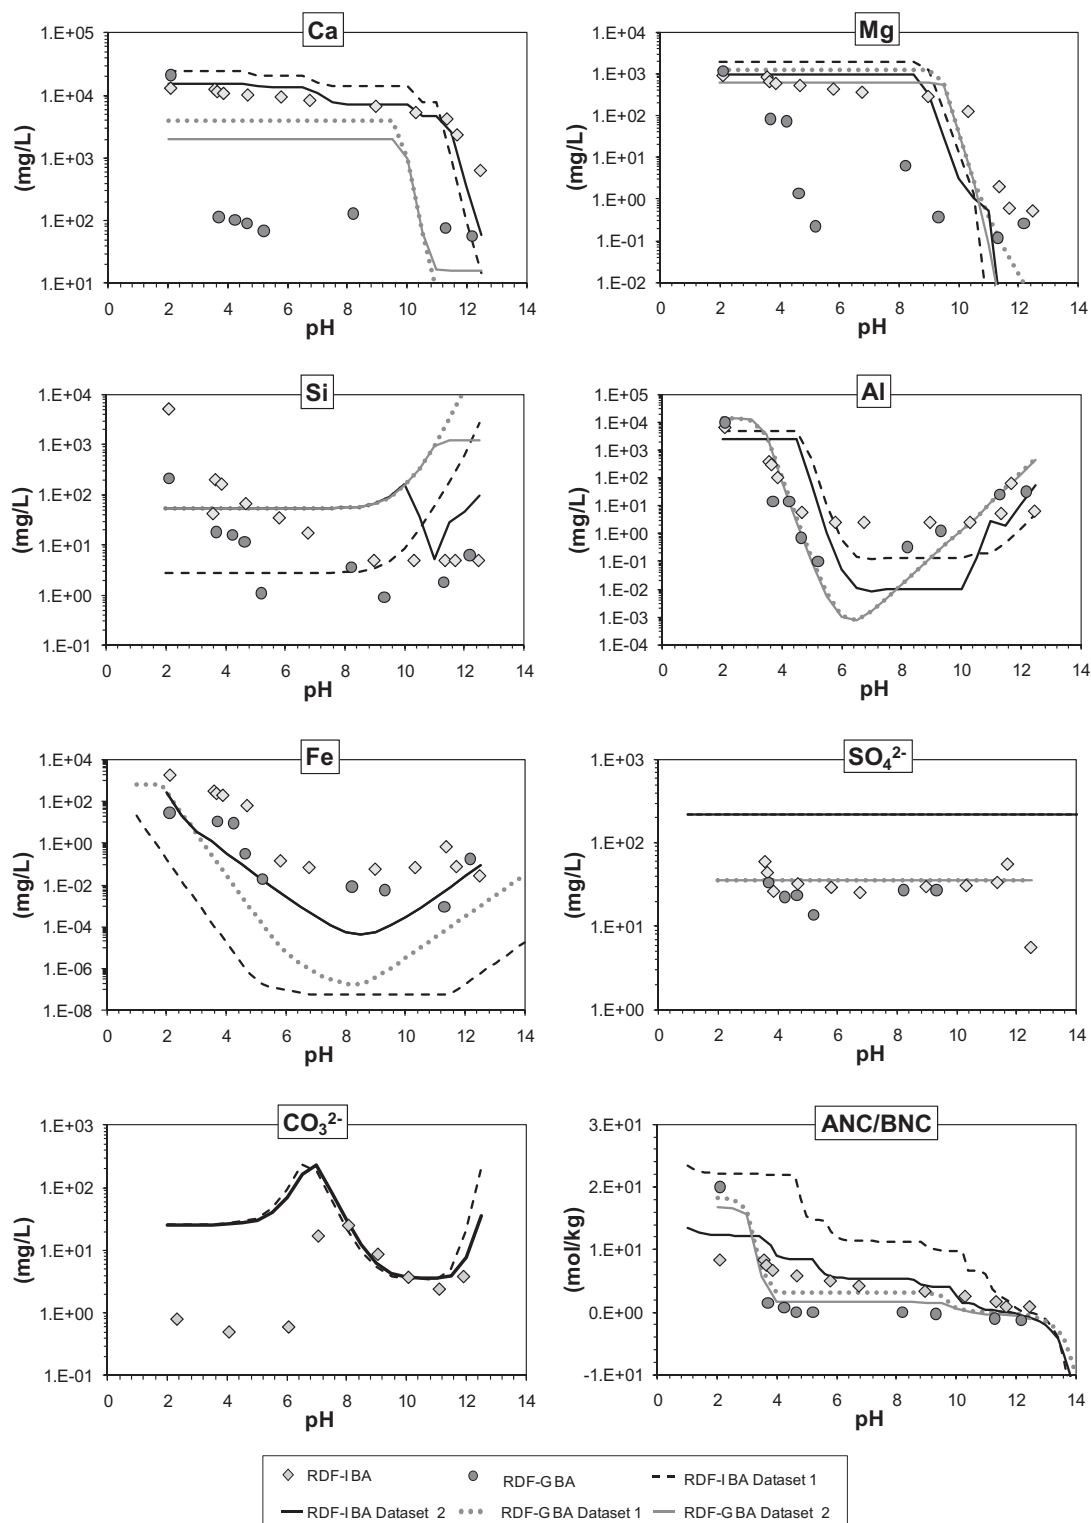 Ca
1.E+05
1.E+04
1.E+03
1.E+02
1.E+01
(mg/L)
0 2 4 6 8 10 12 14
pH
Mg
1.E+04
1.E+03
1.E+02
1.E+01
1.E+00
1.E-01
1.E-02
(mg/L)
0 2 4 6 8 10 12 14
pH
Si
1.E+04
1.E+03
1.E+02
1.E+01
1.E+00
1.E-01
(mg/L)
0 2 4 6 8 10 12 14
pH
Al
1.E+05
1.E+04
1.E+03
1.E+02
1.E+01
1.E+00
1.E-01
1.E-02
1.E-03
1.E-04
(mg/L)
0 2 4 6 8 10 12 14
pH
Fe
1.E+04
1.E+02
1.E+00
1.E-02
1.E-04
1.E-06
1.E-08
(mg/L)
0 2 4 6 8 10 12 14
pH
SO₄²⁻
1.E+03
1.E+02
1.E+01
1.E+00
(mg/L)
0 2 4 6 8 10 12 14
pH
CO₃²⁻
1.E+03
1.E+02
1.E+01
1.E+00
1.E-01
(mg/L)
0 2 4 6 8 10 12 14
pH
ANC/BNC
3.E+01
2.E+01
1.E+01
0.E+00
-1.E+01
(mol/kg)
0 2 4 6 8 10 12 14
pH
RDF-IBA
RDF-GBA
RDF-IBA Dataset 1
RDF-IBA Dataset 2
RDF-GBA Dataset 1
RDF-GBA Dataset 2